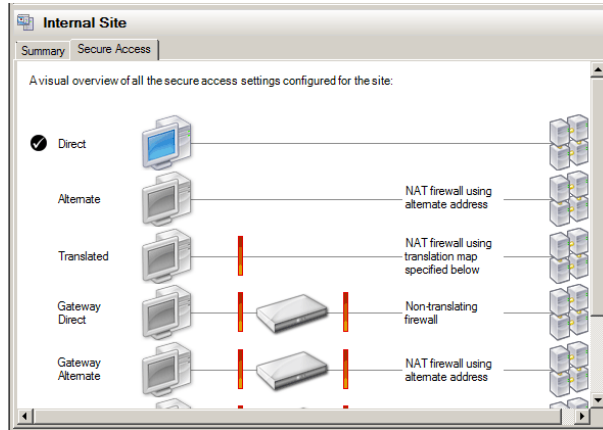 Internal Site
Summary Secure Access
A visual overview of all the secure access settings configured for the site:
Direct
Alternate
NAT firewall using
alternate address
Translated
NAT firewall using
translation map
specified below
Gateway
Direct
Non-translating
firewall
Gateway
Alternate
NAT firewall using
alternate address